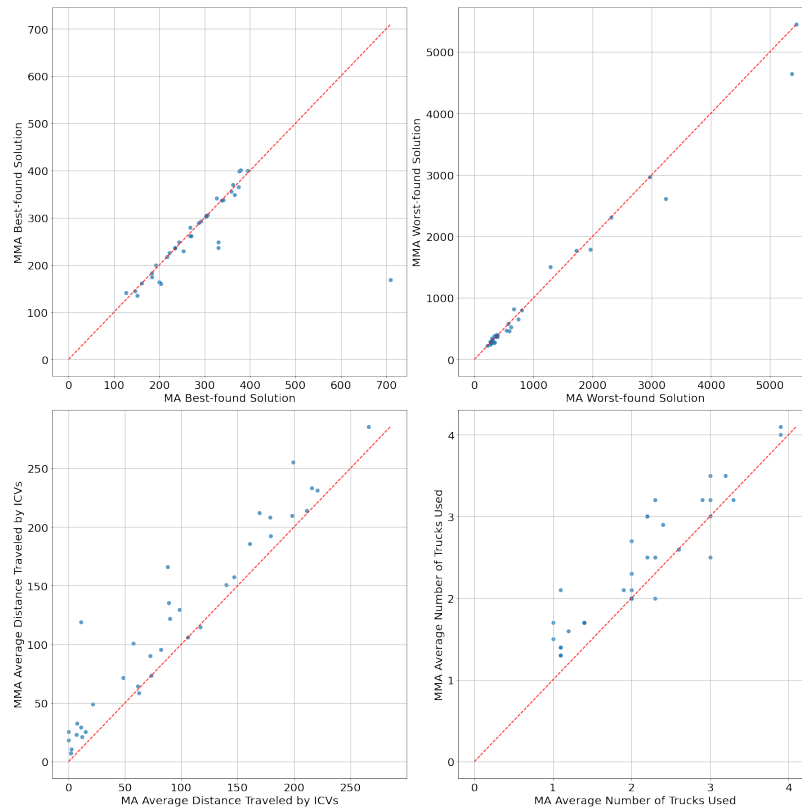 700
600
500
400
300
200
100
0
0 100 200 300 400 500 600 700
MA Best-found Solution
MMA Best-found Solution
5000
4000
3000
2000
1000
0
0 1000 2000 3000 4000 5000
MA Worst-found Solution
MMA Worst-found Solution
250
200
150
100
50
0
0 50 100 150 200 250
MA Average Distance Traveled by ICVs
MMA Average Distance Traveled by ICVs
4
3
2
1
0
0 1 2 3 4
MA Average Number of Trucks Used
MMA Average Number of Trucks Used